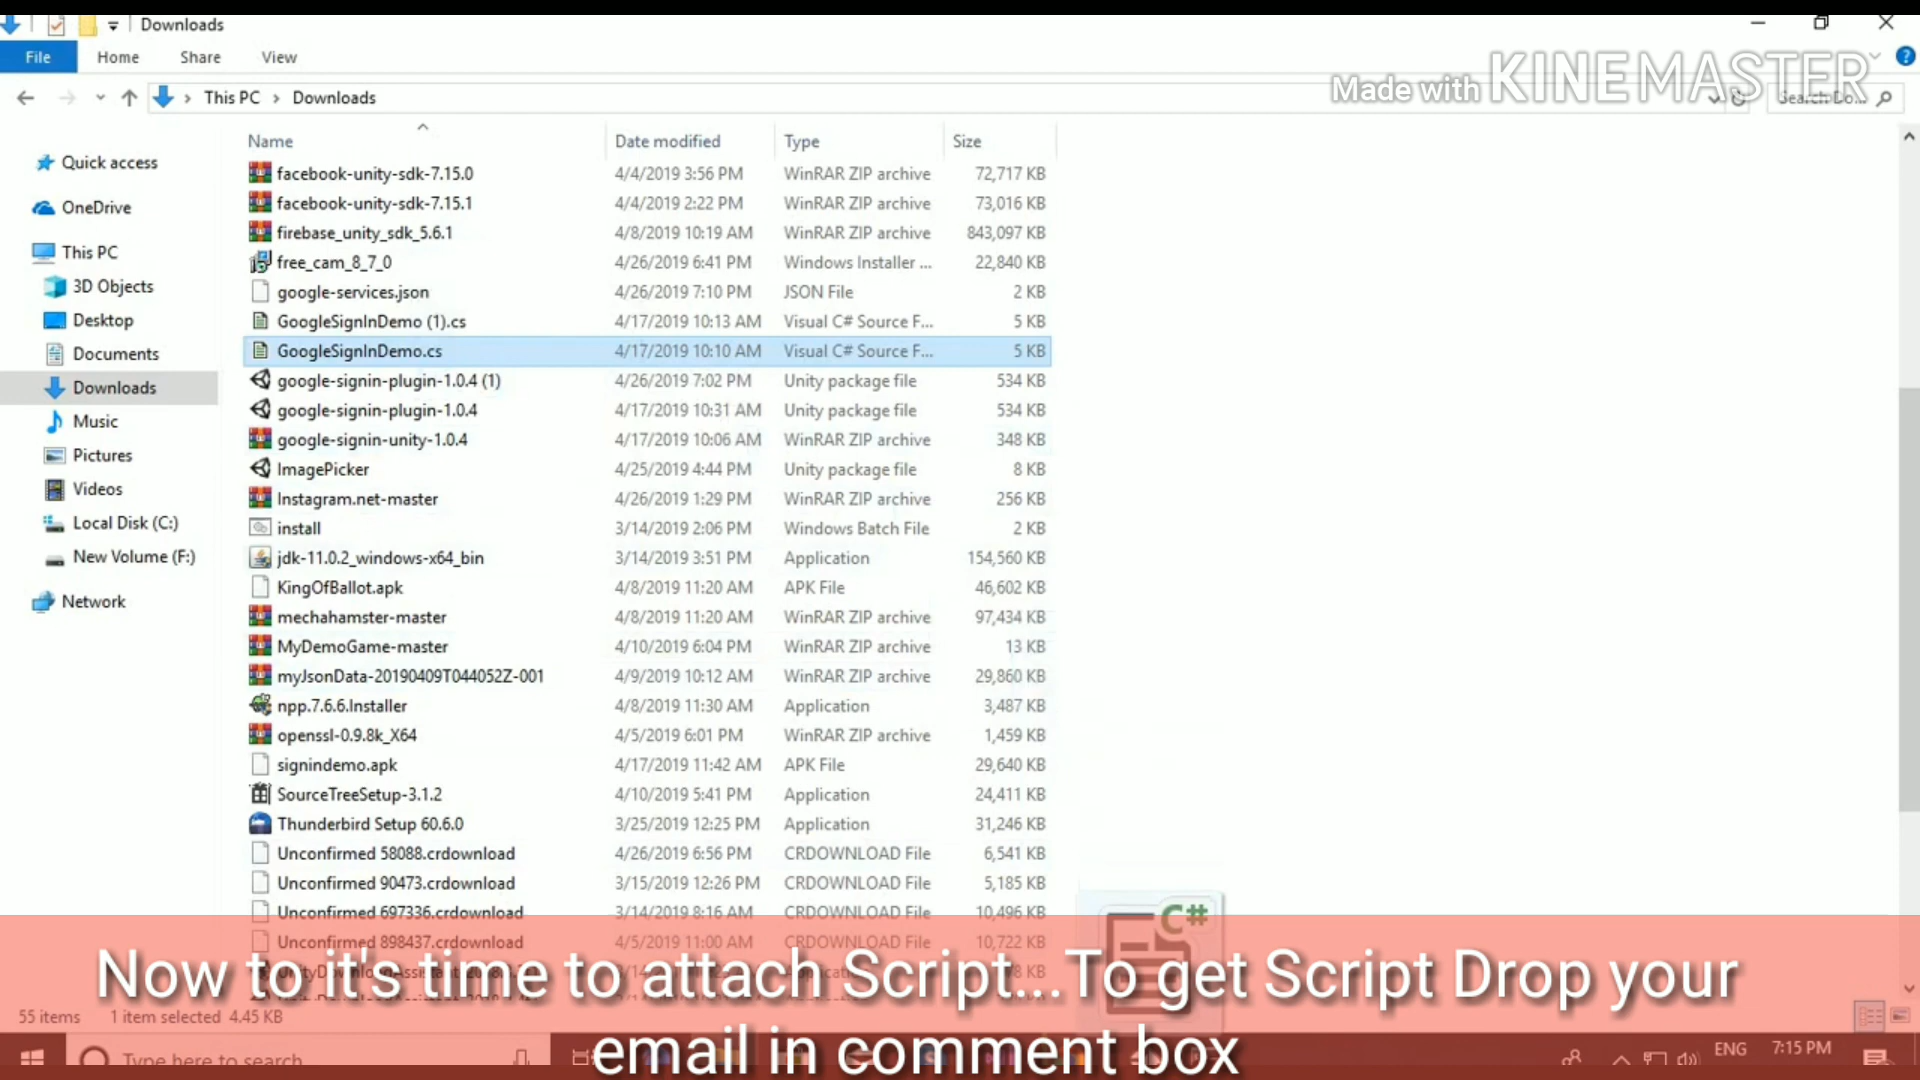 Downloads
File Home Share View
Made with KINEMASTER
This PC > Downloads
Search Do...
Name Date modified Type Size
Quick access
OneDrive
This PC
3D Objects
Desktop
Documents
Downloads
Music
Pictures
Videos
Local Disk (C:)
New Volume (F:)
Network
facebook-unity-sdk-7.15.0 4/4/2019 3:56 PM WinRAR ZIP archive 72,717 KB
facebook-unity-sdk-7.15.1 4/4/2019 2:22 PM WinRAR ZIP archive 73,016 KB
firebase_unity_sdk_5.6.1 4/8/2019 10:19 AM WinRAR ZIP archive 843,097 KB
free_cam_8_7_0 4/26/2019 6:41 PM Windows Installer ... 22,840 KB
google-services.json 4/26/2019 7:10 PM JSON File 2 KB
GoogleSignInDemo (1).cs 4/17/2019 10:13 AM Visual C# Source F... 5 KB
GoogleSignInDemo.cs 4/17/2019 10:10 AM Visual C# Source F... 5 KB
google-signin-plugin-1.0.4 (1) 4/26/2019 7:02 PM Unity package file 534 KB
google-signin-plugin-1.0.4 4/17/2019 10:31 AM Unity package file 534 KB
google-signin-unity-1.0.4 4/17/2019 10:06 AM WinRAR ZIP archive 348 KB
ImagePicker 4/25/2019 4:44 PM Unity package file 8 KB
Instagram.net-master 4/26/2019 1:29 PM WinRAR ZIP archive 256 KB
install 3/14/2019 2:06 PM Windows Batch File 2 KB
jdk-11.0.2_windows-x64_bin 3/14/2019 3:51 PM Application 154,560 KB
KingOfBallot.apk 4/8/2019 11:20 AM APK File 46,602 KB
mechahamster-master 4/8/2019 11:20 AM WinRAR ZIP archive 97,434 KB
MyDemoGame-master 4/10/2019 6:04 PM WinRAR ZIP archive 13 KB
myJsonData-20190409T044052Z-001 4/9/2019 10:12 AM WinRAR ZIP archive 29,860 KB
npp.7.6.6.Installer 4/8/2019 11:30 AM Application 3,487 KB
openssl-0.9.8k_X64 4/5/2019 6:01 PM WinRAR ZIP archive 1,459 KB
signindemo.apk 4/17/2019 11:42 AM APK File 29,640 KB
SourceTreeSetup-3.1.2 4/10/2019 5:41 PM Application 24,411 KB
Thunderbird Setup 60.6.0 3/25/2019 12:25 PM Application 31,246 KB
Unconfirmed 58088.crdownload 4/26/2019 6:56 PM CRDOWNLOAD File 6,541 KB
Unconfirmed 90473.crdownload 3/15/2019 12:26 PM CRDOWNLOAD File 5,185 KB
Unconfirmed 697336.crdownload 3/14/2019 8:16 AM CRDOWNLOAD File 10,496 KB
Unconfirmed 898437.crdownload 4/5/2019 11:00 AM CRDOWNLOAD File 10,722 KB
C#
Now to it's time to attach Script...To get Script Drop your
email in comment box
55 items 1 item selected 4.45 KB
Type here to search
ENG 7:15 PM